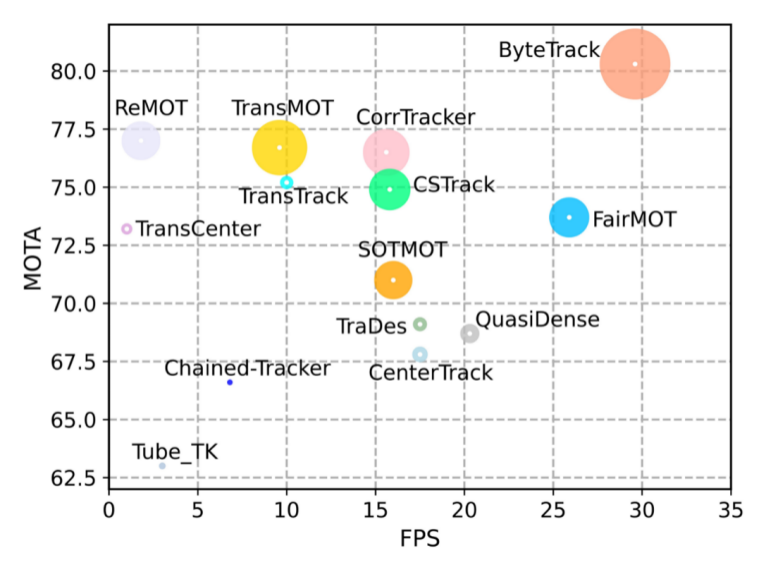 ByteTrack
80.0
ReMOT
TransMOT
77.5
CorrTracker
75.0
TransTrack
CSTrack
TransCenter
FairMOT
MOTA
72.5
SOTMOT
70.0
TraDes
QuasiDense
67.5
Chained-Tracker
CenterTrack
65.0
Tube_TK
62.5
0 5 10 15 20 25 30 35
FPS